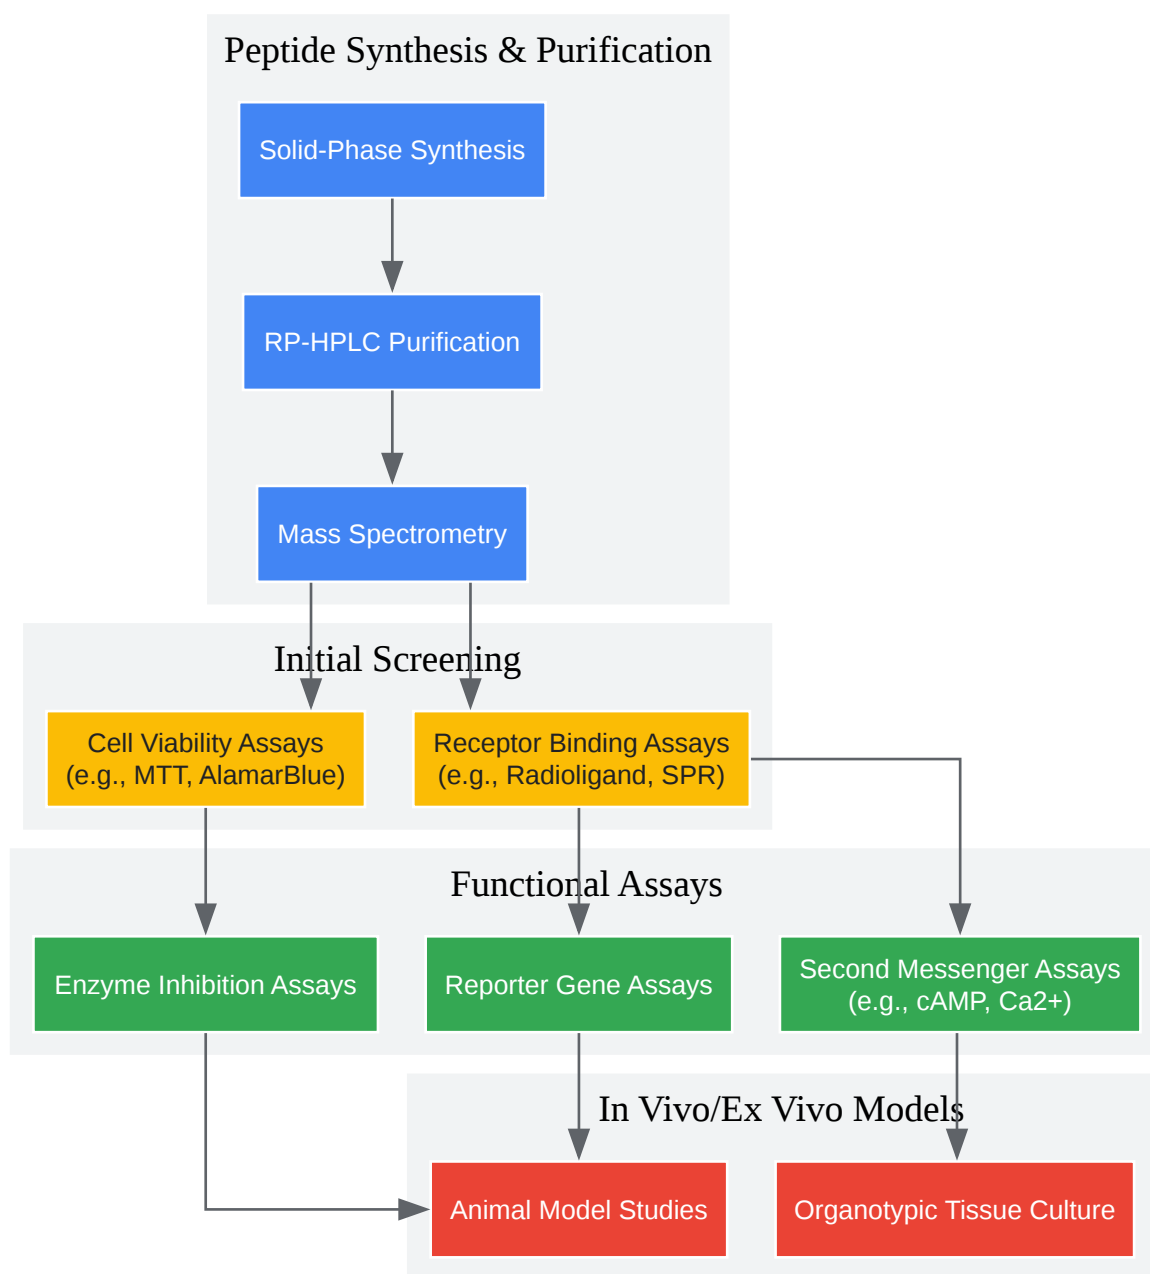 Peptide Synthesis & Purification
Solid-Phase Synthesis
RP-HPLC Purification
Mass Spectrometry
Initial Screening
Cell Viability Assays
(e.g., MTT, AlamarBlue)
Receptor Binding Assays
(e.g., Radioligand, SPR)
Functional Assays
Enzyme Inhibition Assays
Reporter Gene Assays
Second Messenger Assays
(e.g., cAMP, Ca2+)
In Vivo/Ex Vivo Models
Animal Model Studies
Organotypic Tissue Culture